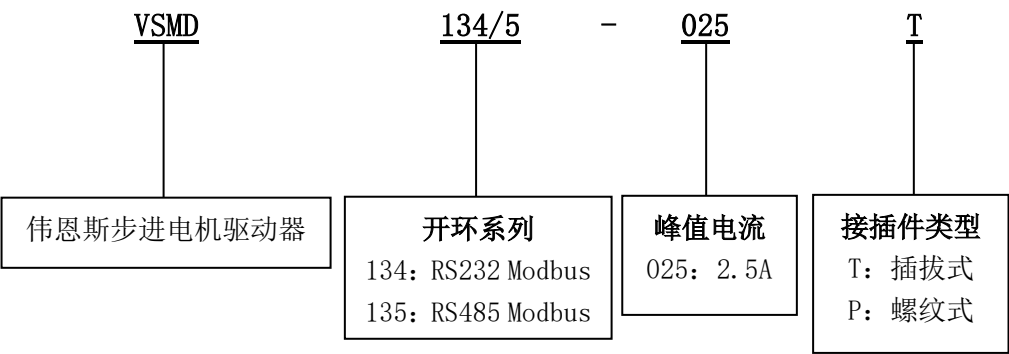 VSMD 134/5 - 025 T
伟恩斯步进电机驱动器
开环系列
134: RS232 Modbus
135: RS485 Modbus
峰值电流
025: 2.5A
接插件类型
T: 插拔式
P: 螺纹式